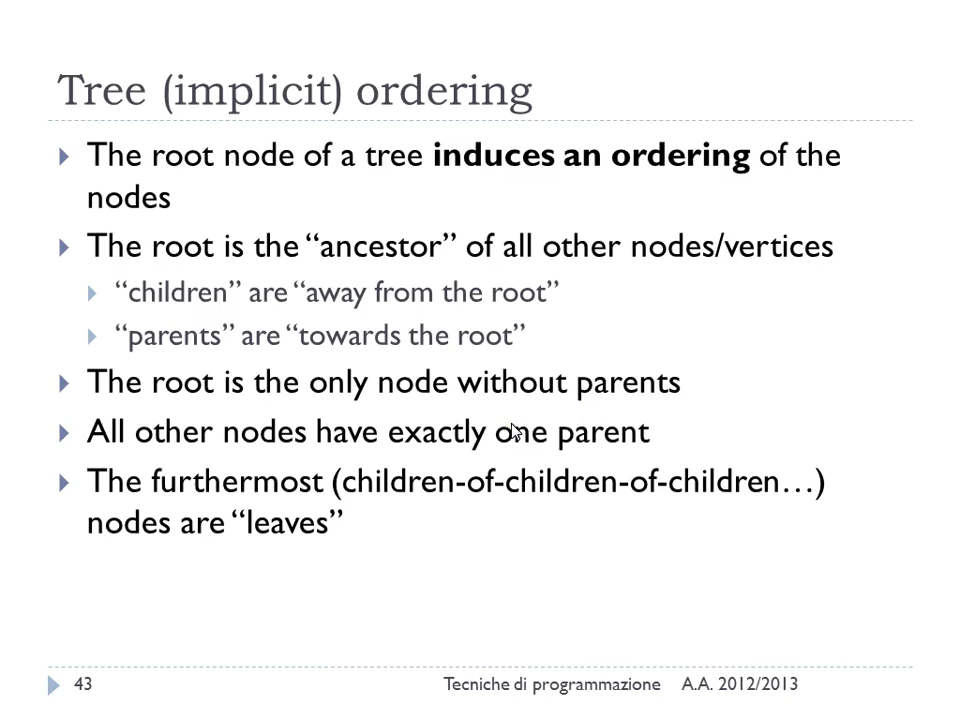 Tree (implicit) ordering
The root node of a tree induces an ordering of the
nodes
The root is the “ancestor” of all other nodes/vertices
“children” are “away from the root”
“parents” are “towards the root”
The root is the only node without parents
All other nodes have exactly one parent
The furthermost (children-of-children-of-children…)
nodes are “leaves”
43 Tecniche di programmazione A.A. 2012/2013